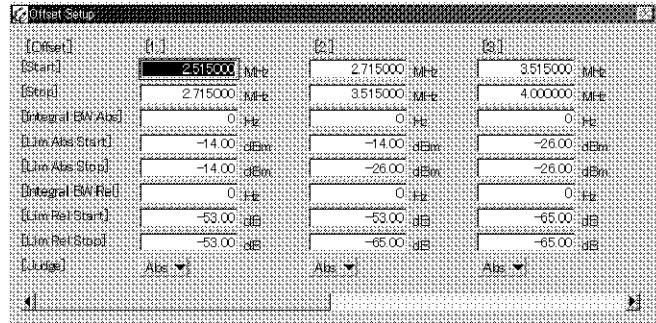 Offset Setup
[Offset] [1.] [2.] [3.]
[Start] 2.515000 MHz 2.715000 MHz 3.515000 MHz
[Stop] 2.715000 MHz 3.515000 MHz 4.000000 MHz
[Integral BW Abs] 0 Hz 0 Hz 0 Hz
[Lim Abs Start] -14.00 dBm -14.00 dBm -26.00 dBm
[Lim Abs Stop] -14.00 dBm -26.00 dBm -26.00 dBm
[Integral BW Rel] 0 Hz 0 Hz 0 Hz
[Lim Rel Start] -53.00 dB -53.00 dB -65.00 dB
[Lim Rel Stop] -53.00 dB -65.00 dB -65.00 dB
[Judge] Abs Abs Abs